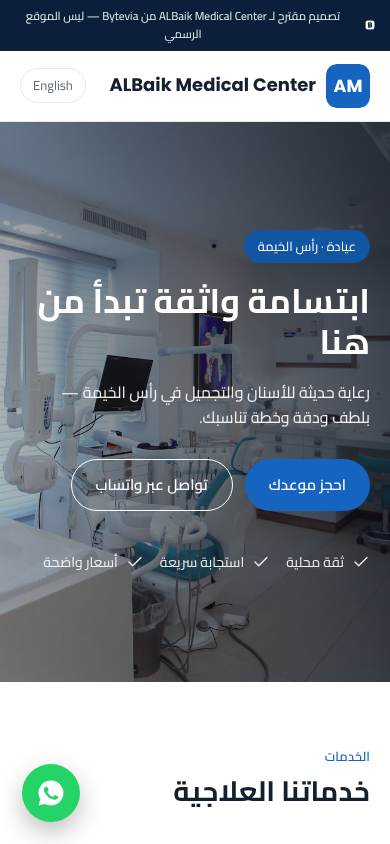 تصميم مقترح لـ ALBaik Medical Center من Bytevia — ليس الموقع
الرسمي
B
AM
ALBaik Medical Center
English
عيادة · رأس الخيمة
ابتسامة واثقة تبدأ من
هنا
رعاية حديثة للأسنان والتجميل في رأس الخيمة —
بلطف ودقة وخطة تناسبك.
احجز موعدك
تواصل عبر واتساب
ثقة محلية
استجابة سريعة
أسعار واضحة
الخدمات
خدماتنا العلاجية